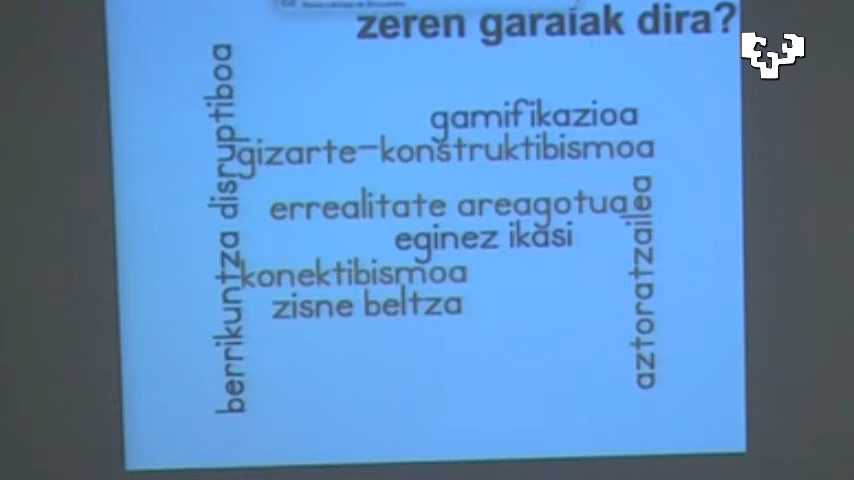 zeren garaiak dira?
berrikuntza disruptiboa
gamifikazioa
gizarte-konstruktibismoa
errealitate areagotua
eginez ikasi
konektibismoa
zisne beltza
aztoratzailea